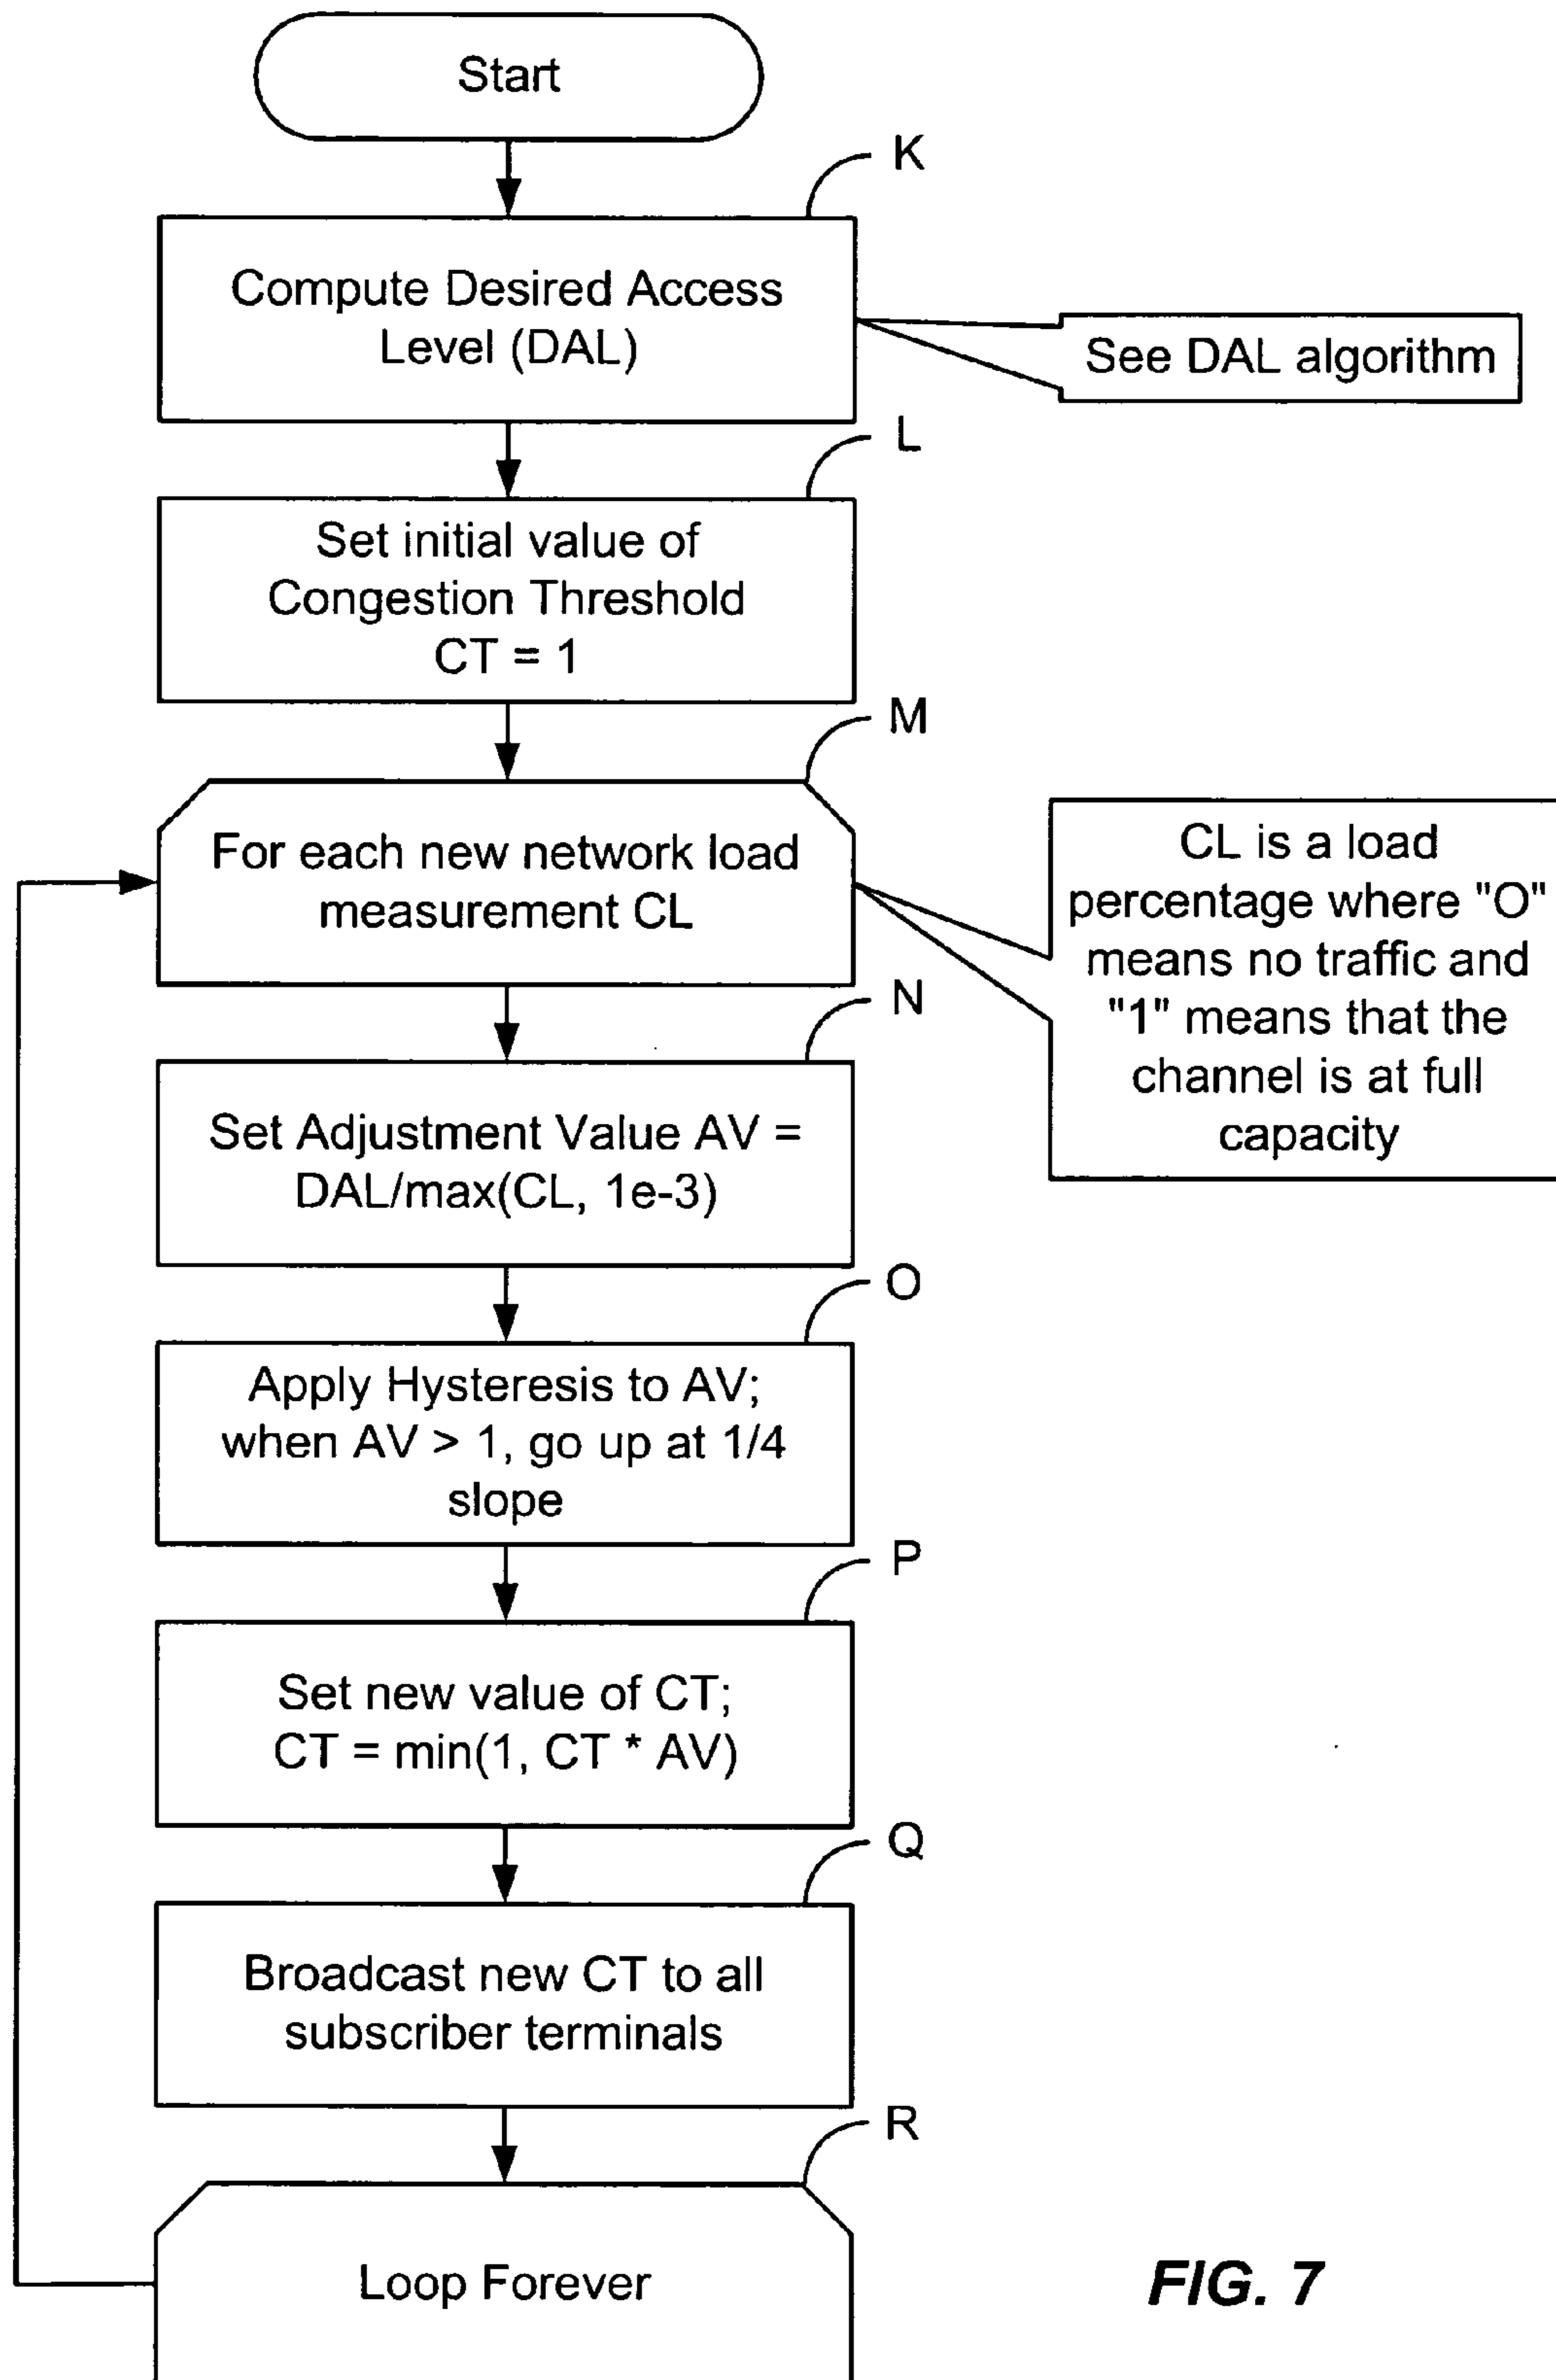 Start
K
Compute Desired Access
Level (DAL)
See DAL algorithm
L
Set initial value of
Congestion Threshold
CT = 1
M
For each new network load
measurement CL
CL is a load
percentage where "O"
means no traffic and
"1" means that the
channel is at full
capacity
N
Set Adjustment Value AV =
DAL/max(CL, 1e-3)
O
Apply Hysteresis to AV;
when AV > 1, go up at 1/4
slope
P
Set new value of CT;
CT = min(1, CT * AV)
Q
Broadcast new CT to all
subscriber terminals
R
Loop Forever
FIG. 7